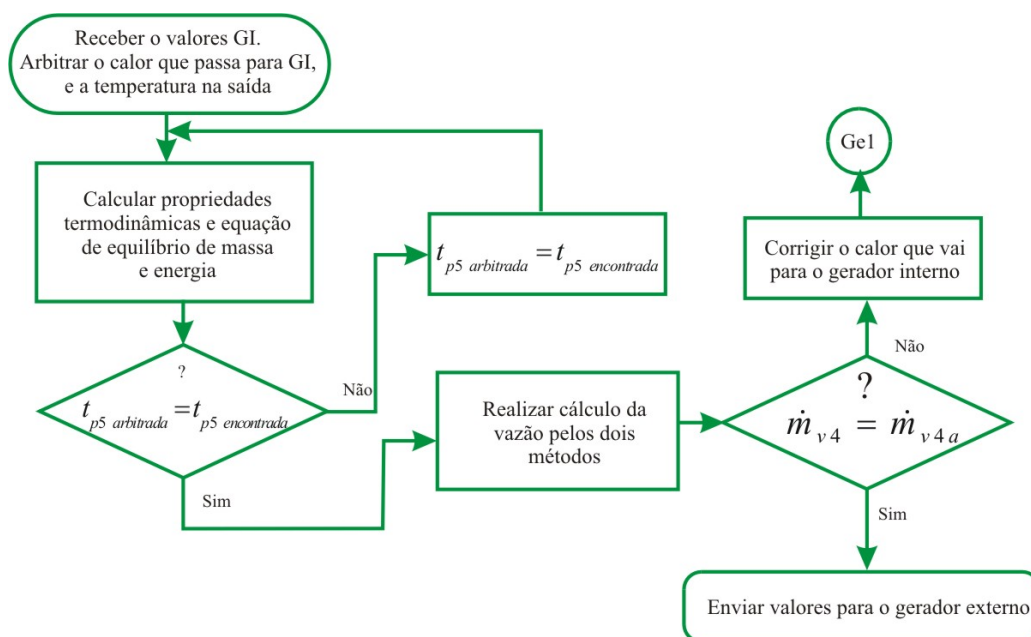 Receber o valores GI.
Arbitrar o calor que passa para GI,
e a temperatura na saída
Calcular propriedades
termodinâmicas e equação
de equilíbrio de massa
e energia
t p5 arbitrada = t p5 encontrada
?
t p5 arbitrada = t p5 encontrada
Não
Sim
Realizar cálculo da
vazão pelos dois
métodos
Ge1
Corrigir o calor que vai
para o gerador interno
Não
?
ṁ v4 = ṁ v4a
Sim
Enviar valores para o gerador externo